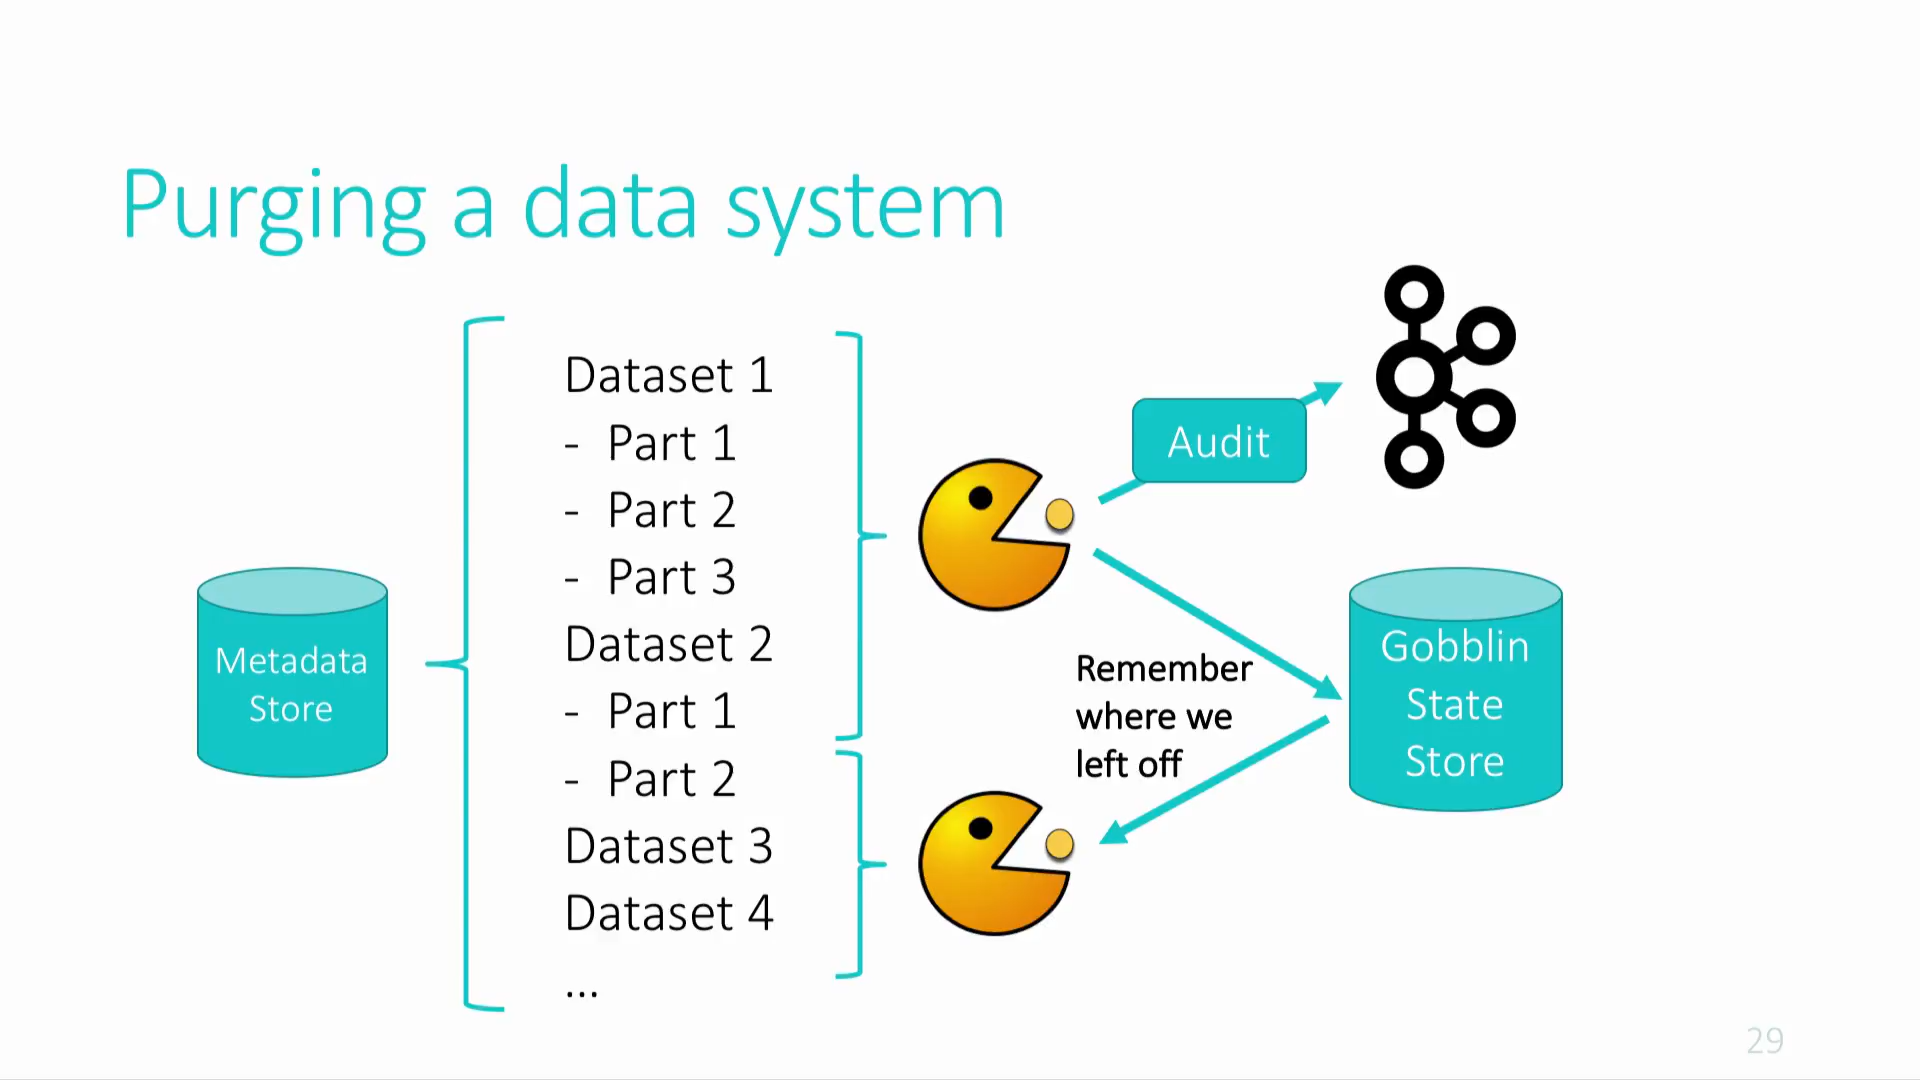 Purging a data system
Dataset 1
- Part 1
- Part 2
- Part 3
Dataset 2
- Part 1
- Part 2
Dataset 3
Dataset 4
...
Metadata
Store
Audit
Remember
where we
left off
Gobblin
State
Store
29